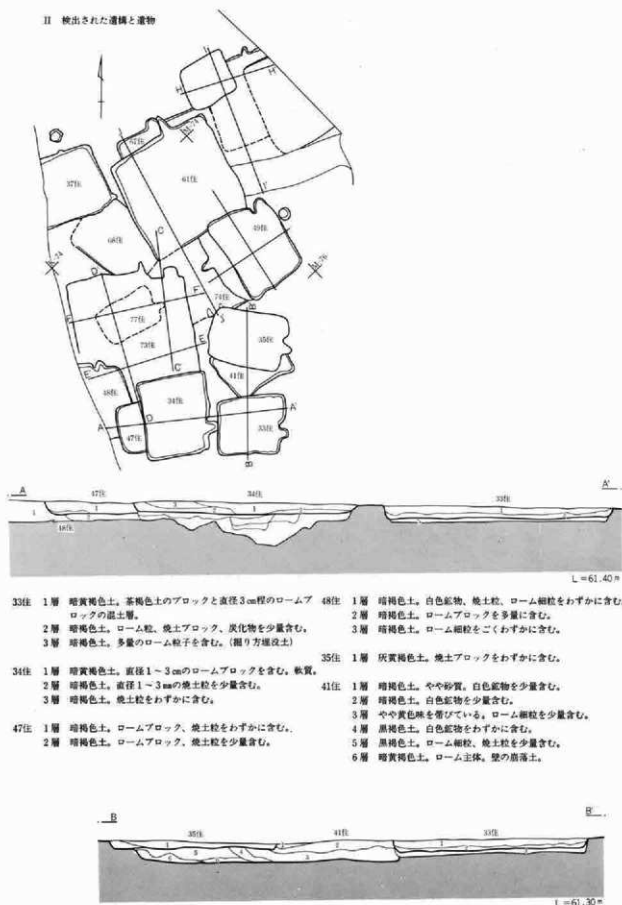 II 検出された遺構と遺物
H
H'
I'
67住
61住
37住
68住
49住
C
D
F
F'
77住
74住
B
73住
E
E'
C'
35住
41住
48住
34住
A
D
A'
47住
33住
B'
A
47住
34住
33住
A'
48住
L=61.40m
33住 1層 暗黄褐色土。茶褐色土のブロックと直径3cm程のロームブ
ロックの混土層。
2層 暗褐色土。ローム粒、焼土ブロック、炭化物を少量含む。
3層 暗褐色土。多量のローム粒子を含む。(掘り方埋没土)
34住 1層 暗黄褐色土。直径1~3cmのロームブロックを含む。軟質。
2層 暗褐色土。直径1~3mmの焼土粒を少量含む。
3層 暗褐色土。焼土粒をわずかに含む。
47住 1層 暗褐色土。ロームブロック、焼土粒をわずかに含む。
2層 暗褐色土。ロームブロック、焼土粒を少量含む。
48住 1層 暗褐色土。白色鉱物、焼土粒、ローム細粒をわずかに含む。
2層 暗褐色土。ロームブロックを多量に含む。
3層 暗褐色土。ローム細粒をごくわずかに含む。
35住 1層 灰黄褐色土。焼土ブロックをわずかに含む。
41住 1層 暗褐色土。やや砂質。白色鉱物を少量含む。
2層 暗褐色土。白色鉱物を少量含む。
3層 やや黄色味を帯びている。ローム細粒を少量含む。
4層 黒褐色土。白色鉱物をわずかに含む。
5層 黒褐色土。ローム細粒、焼土粒を少量含む。
6層 暗黄褐色土。ローム主体。壁の崩落土。
B
35住
41住
33住
B'
L=61.30m